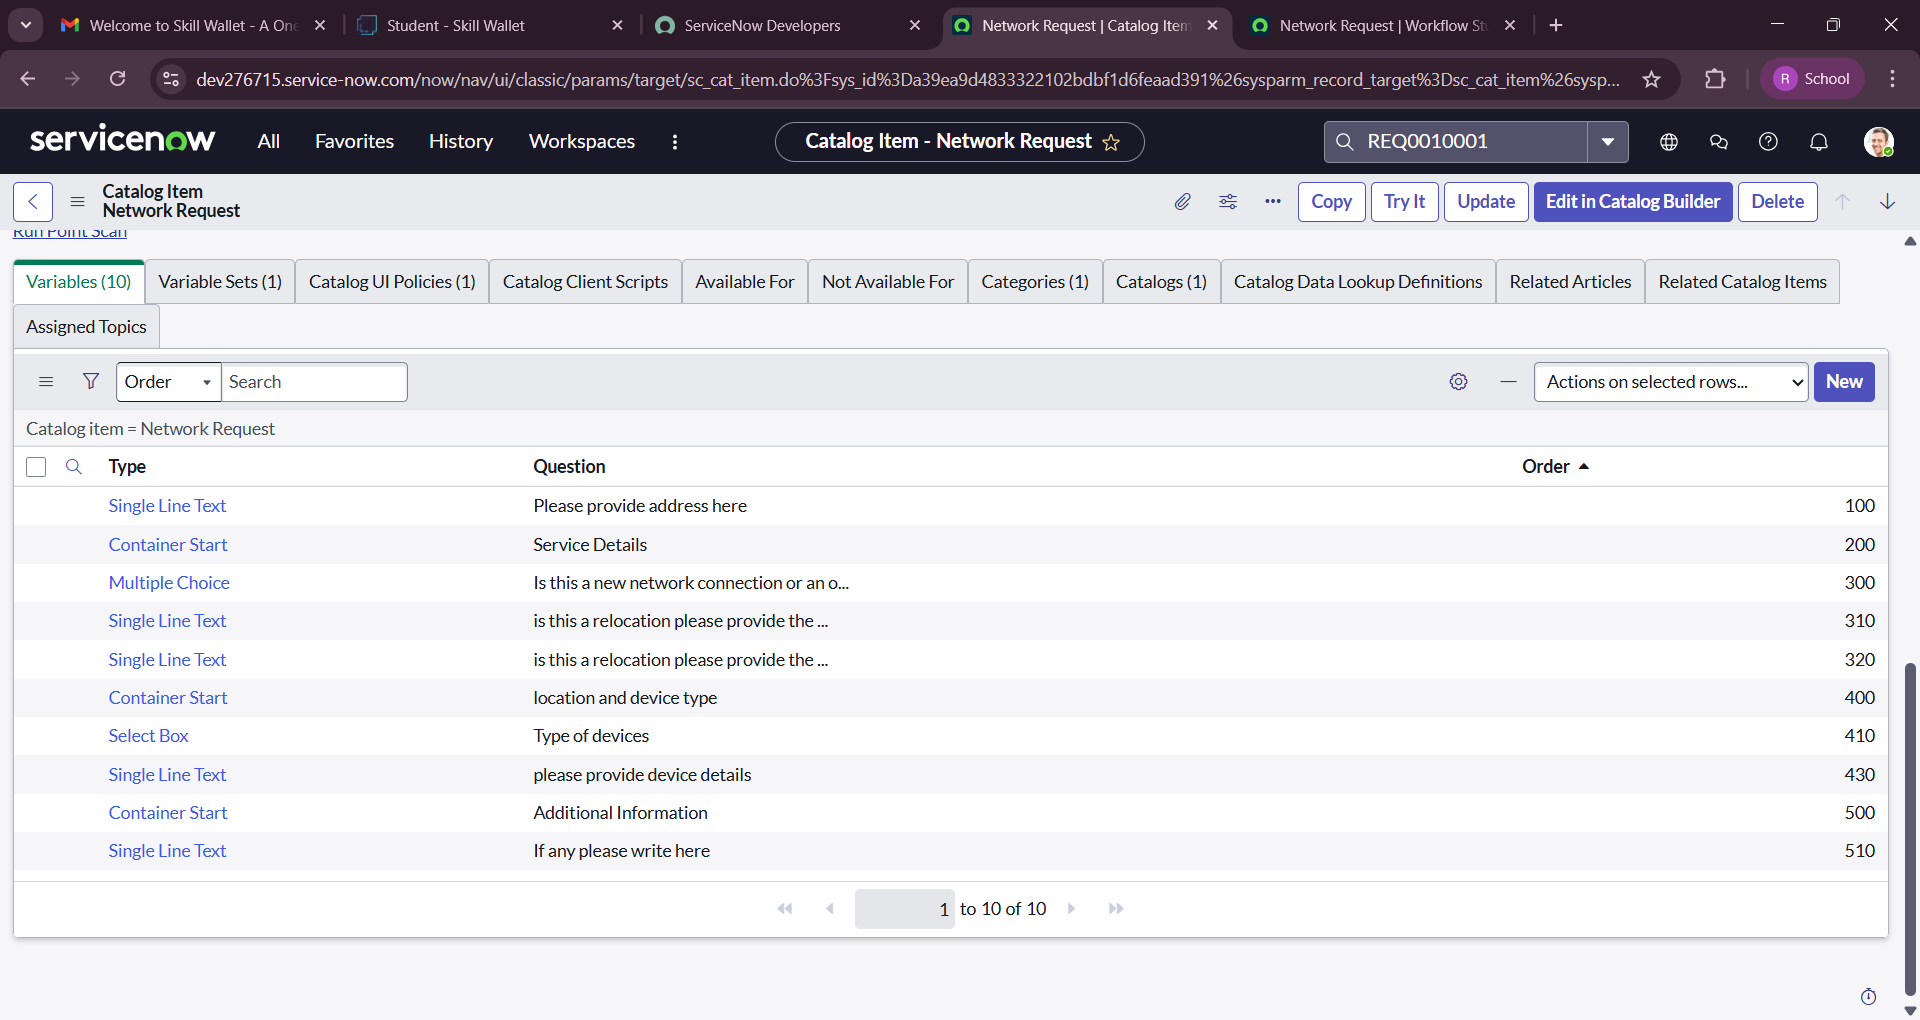 Welcome to Skill Wallet - A One
Student - Skill Wallet
ServiceNow Developers
Network Request | Catalog Item
Network Request | Workflow St
dev276715.service-now.com/now/nav/ui/classic/params/target/sc_cat_item.do%3Fsys_id%3Da39ea9d4833322102bdbf1d6feaad391%26sysparm_record_target%3Dsc_cat_item%26sysp...
R School
servicenow All Favorites History Workspaces Catalog Item - Network Request REQ0010001
Catalog Item
Network Request
Copy Try It Update Edit in Catalog Builder Delete
Run Point Scan
Variables (10) Variable Sets (1) Catalog UI Policies (1) Catalog Client Scripts Available For Not Available For Categories (1) Catalogs (1) Catalog Data Lookup Definitions Related Articles Related Catalog Items
Assigned Topics
Order Search Actions on selected rows... New
Catalog item = Network Request
Type Question Order
Single Line Text Please provide address here 100
Container Start Service Details 200
Multiple Choice Is this a new network connection or an o... 300
Single Line Text is this a relocation please provide the ... 310
Single Line Text is this a relocation please provide the ... 320
Container Start location and device type 400
Select Box Type of devices 410
Single Line Text please provide device details 430
Container Start Additional Information 500
Single Line Text If any please write here 510
1 to 10 of 10